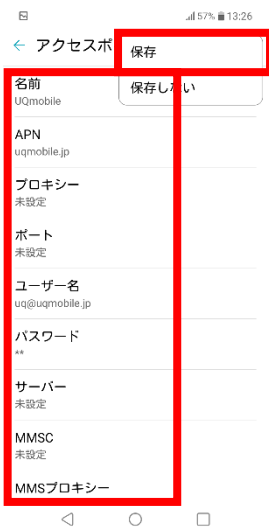 57% 13:26
← アクセスポ
保存
保存しない
名前
UQmobile
APN
uqmobile.jp
プロキシー
未設定
ポート
未設定
ユーザー名
uq@uqmobile.jp
パスワード
**
サーバー
未設定
MMSC
未設定
MMSプロキシー